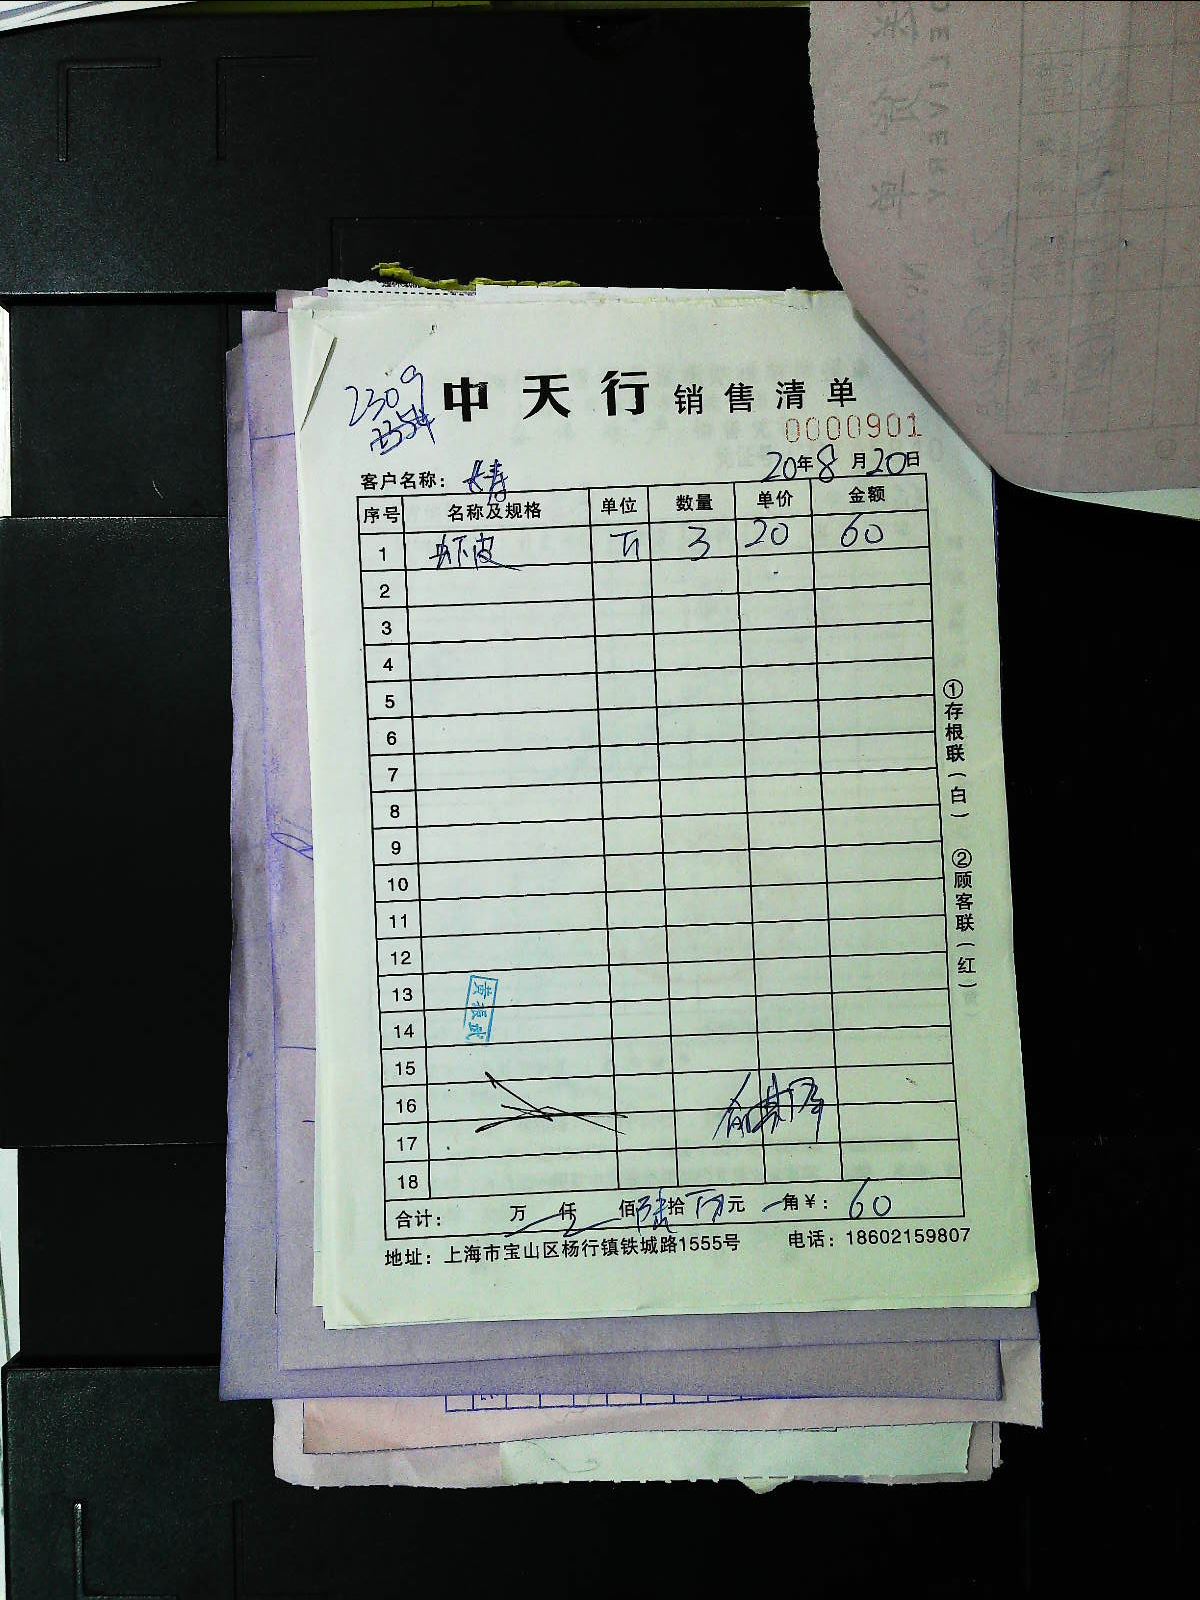 2309
中天行 销售清单
0000901
客户名称： 长寿 20年8月20日
序号 名称及规格 单位 数量 单价 金额
1 虾皮 斤 3 20 60
2
3
4
5
6
7
8
9
10
11
12
13
14
15
16
17
18
合计： 万 仟 佰 陆拾 元 角 ￥： 60
地址：上海市宝山区杨行镇铁城路1555号 电话：18602159807
①存根联（白） ②顾客联（红）